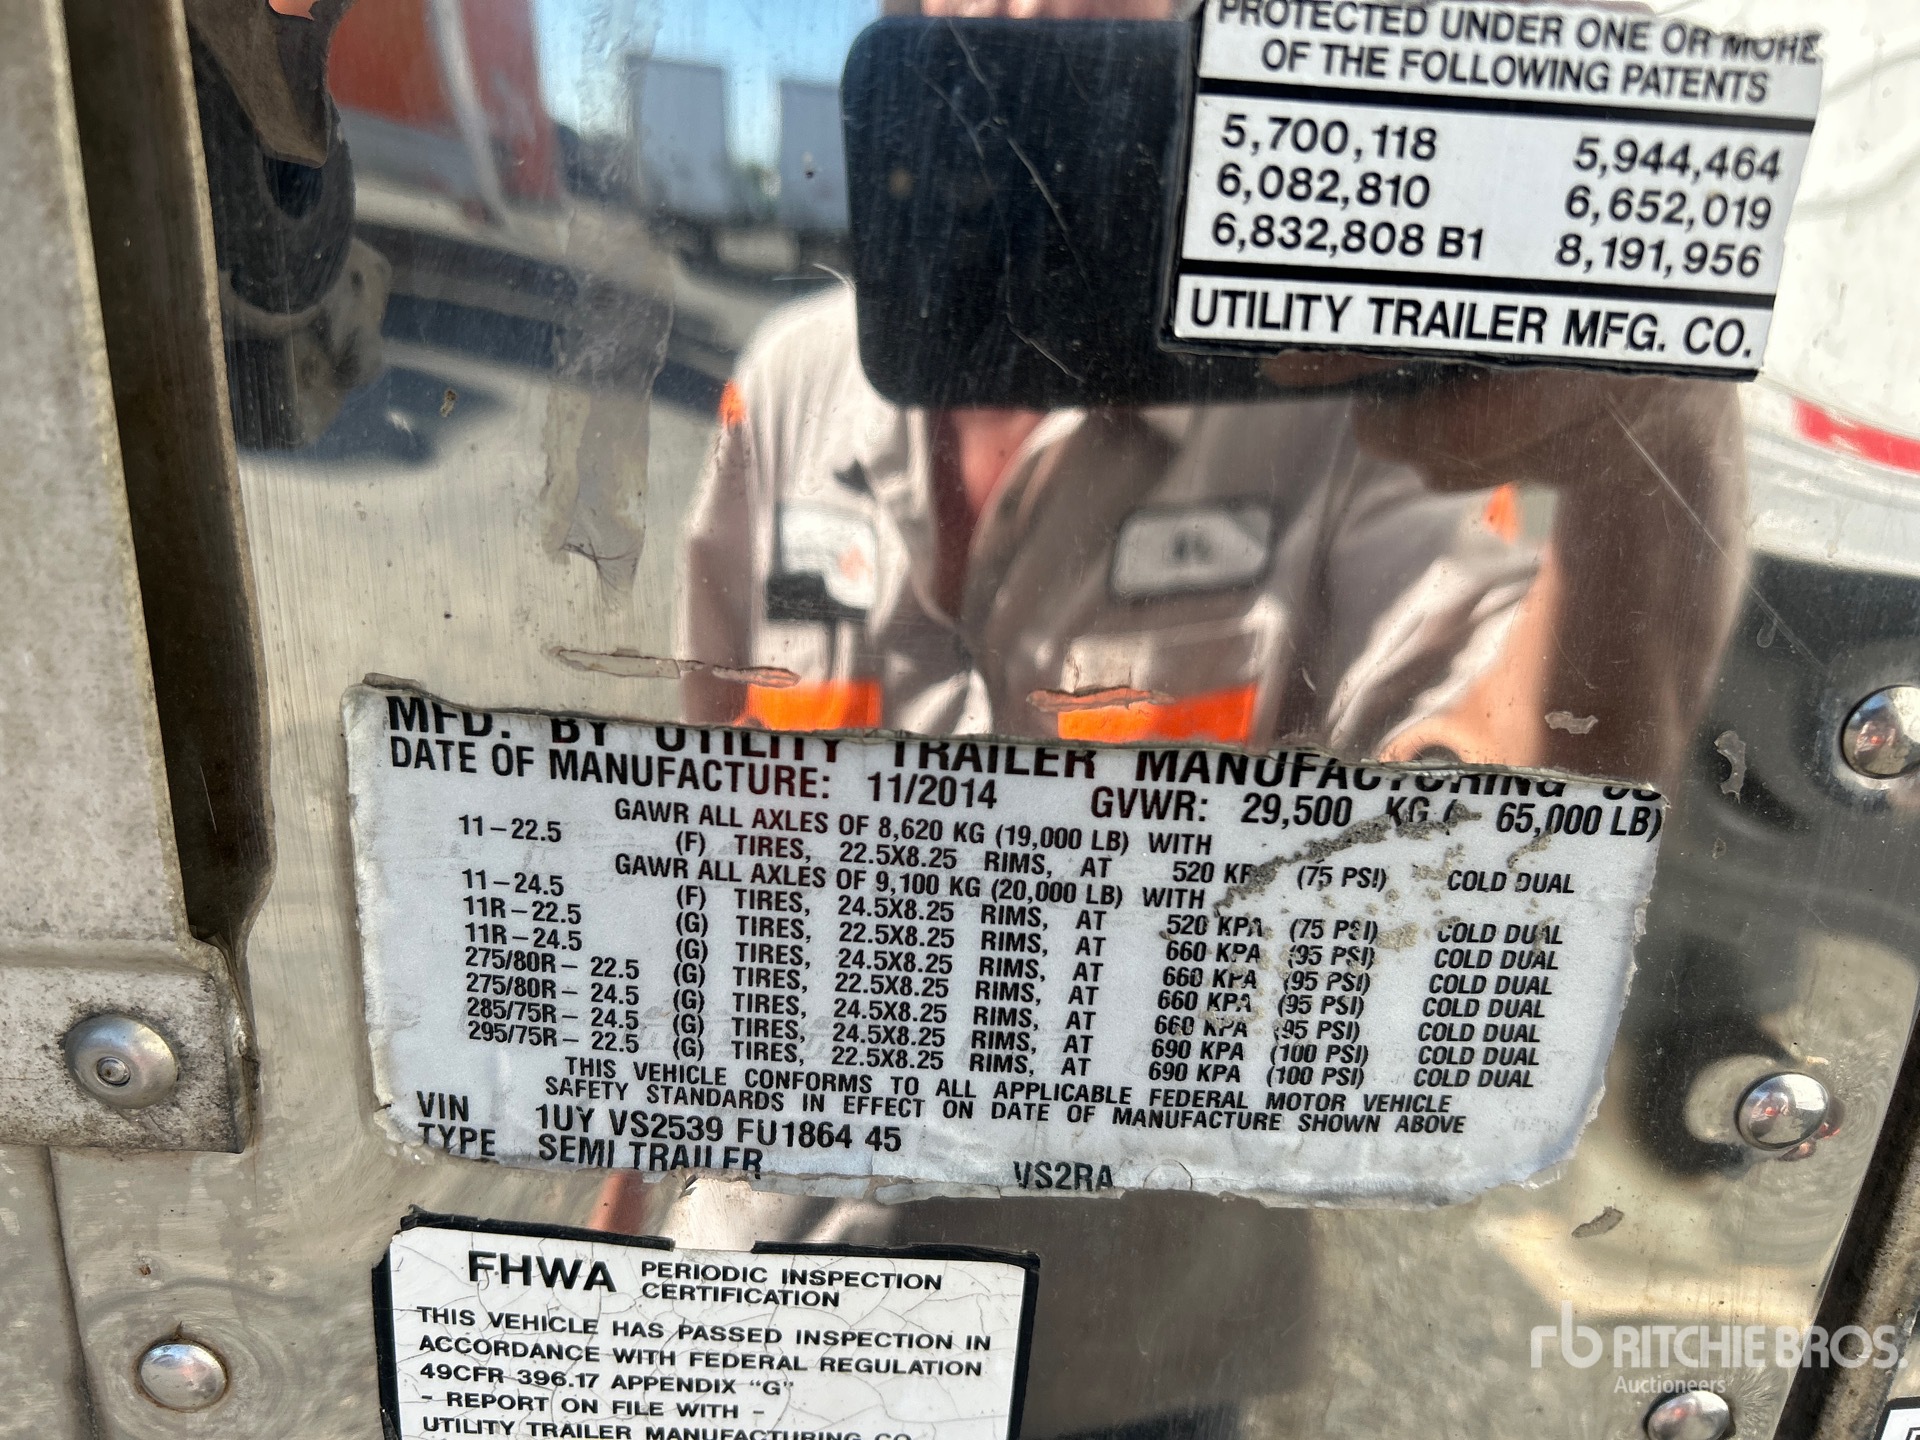 PROTECTED UNDER ONE OR MORE
OF THE FOLLOWING PATENTS
5,700,118 5,944,464
6,082,810 6,652,019
6,832,808 B1 8,191,956
UTILITY TRAILER MFG. CO.
MFD. BY UTILITY TRAILER MANUFACTURING CO
DATE OF MANUFACTURE: 11/2014 GVWR: 29,500 KG ( 65,000 LB)
GAWR ALL AXLES OF 8,620 KG (19,000 LB) WITH
11-22.5 (F) TIRES, 22.5X8.25 RIMS, AT 520 KP (75 PSI) COLD DUAL
GAWR ALL AXLES OF 9,100 KG (20,000 LB) WITH
11-24.5 (F) TIRES, 24.5X8.25 RIMS, AT 520 KPA (75 PSI) COLD DUAL
11R-22.5 (G) TIRES, 22.5X8.25 RIMS, AT 660 KPA (95 PSI) COLD DUAL
11R-24.5 (G) TIRES, 24.5X8.25 RIMS, AT 660 KPA (95 PSI) COLD DUAL
275/80R- 22.5 (G) TIRES, 22.5X8.25 RIMS, AT 660 KPA (95 PSI) COLD DUAL
275/80R- 24.5 (G) TIRES, 24.5X8.25 RIMS, AT 660 KPA (95 PSI) COLD DUAL
285/75R- 24.5 (G) TIRES, 24.5X8.25 RIMS, AT 690 KPA (100 PSI) COLD DUAL
295/75R- 22.5 (G) TIRES, 22.5X8.25 RIMS, AT 690 KPA (100 PSI) COLD DUAL
THIS VEHICLE CONFORMS TO ALL APPLICABLE FEDERAL MOTOR VEHICLE
SAFETY STANDARDS IN EFFECT ON DATE OF MANUFACTURE SHOWN ABOVE
VIN 1UY VS2539 FU1864 45
TYPE SEMI TRAILER VS2RA
FHWA PERIODIC INSPECTION
CERTIFICATION
THIS VEHICLE HAS PASSED INSPECTION IN
ACCORDANCE WITH FEDERAL REGULATION
49CFR 396.17 APPENDIX "G"
- REPORT ON FILE WITH -
UTILITY TRAILER MANUFACTURING CO
rb RITCHIE BROS.
Auctioneers